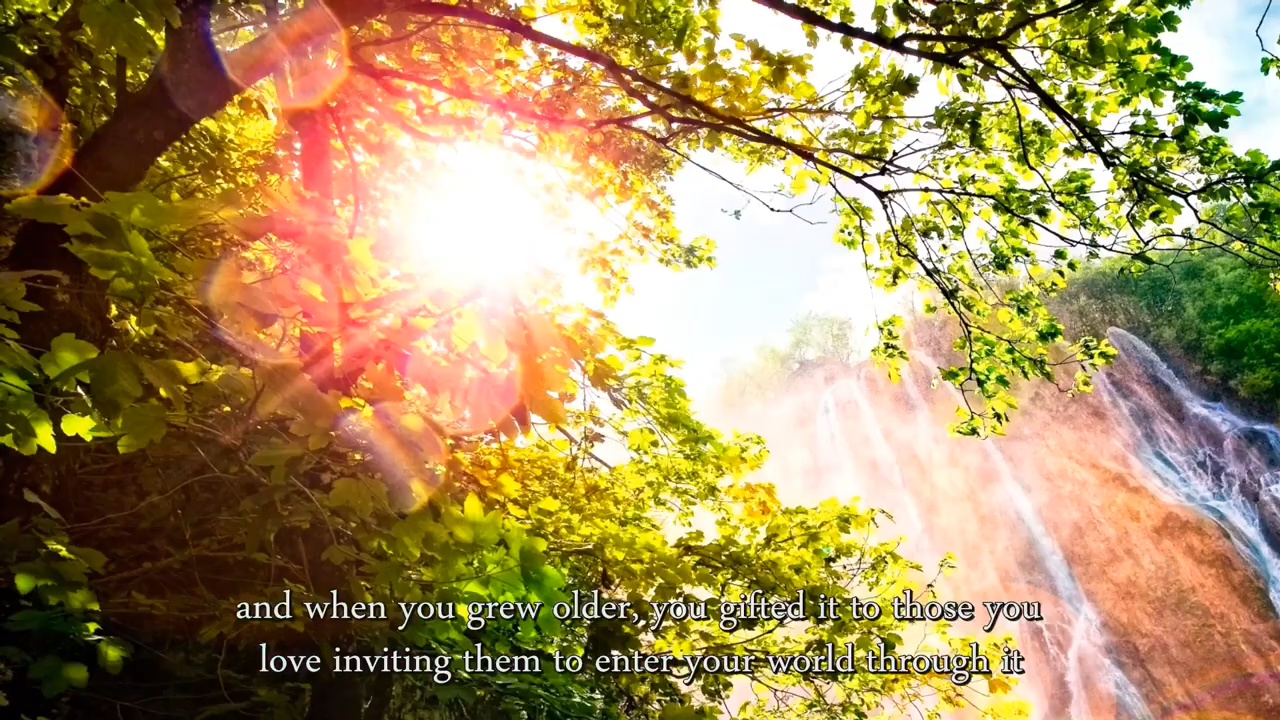 and when you grew older, you gifted it to those you
love inviting them to enter your world through it